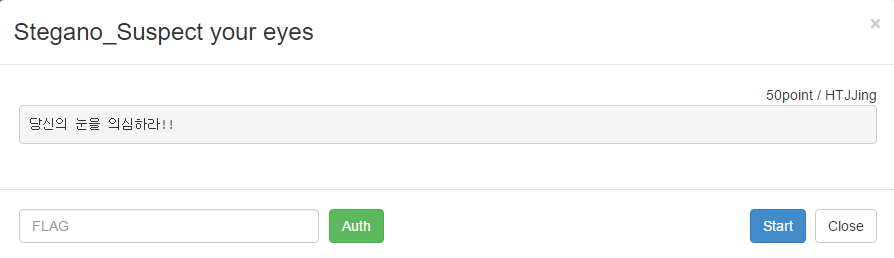 Stegano_Suspect your eyes
×
50point / HTJJing
당신의 눈을 의심하라!!
FLAG Auth Start Close